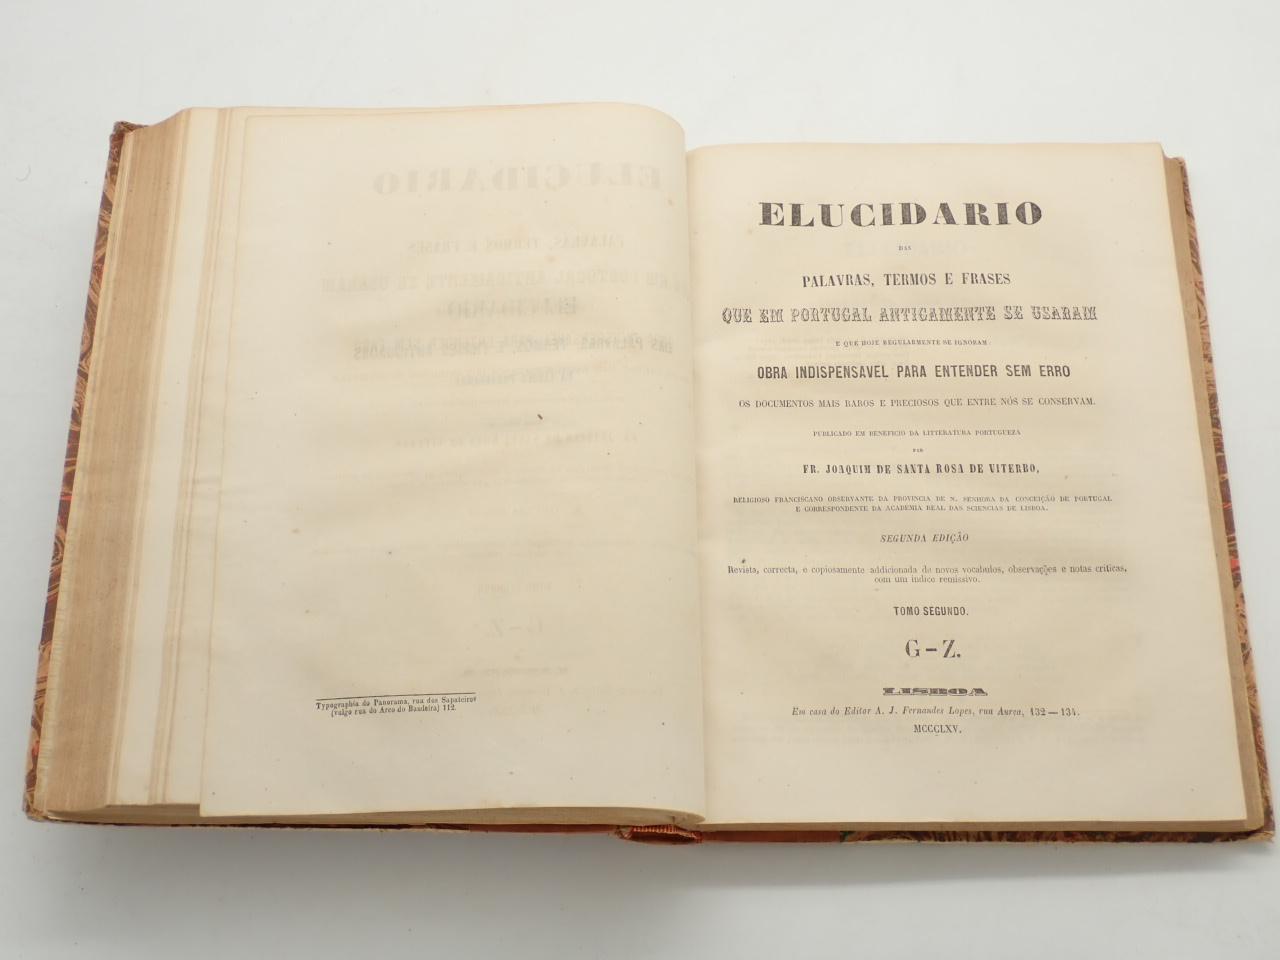 Typographia do Panorama, rua dos Sapateiros
(vulgo rua do Arco do Bandeira) 112.
ELUCIDARIO
DAS
PALAVRAS, TERMOS E FRASES
QUE EM PORTUGAL ANTIGAMENTE SE USARAM
E QUE HOJE REGULARMENTE SE IGNORAM:
OBRA INDISPENSAVEL PARA ENTENDER SEM ERRO
OS DOCUMENTOS MAIS RAROS E PRECIOSOS QUE ENTRE NÓS SE CONSERVAM.
PUBLICADO EM BENEFICIO DA LITTERATURA PORTUGUEZA
POR
FR. JOAQUIM DE SANTA ROSA DE VITERBO,
RELIGIOSO FRANCISCANO OBSERVANTE DA PROVINCIA DE N. SENHORA DA CONCEIÇÃO DE PORTUGAL
E CORRESPONDENTE DA ACADEMIA REAL DAS SCIENCIAS DE LISBOA.
SEGUNDA EDIÇÃO
Revista, correcta, e copiosamente addicionada de novos vocabulos, observações e notas criticas,
com um indice remissivo.
TOMO SEGUNDO.
G–Z.
LISBOA
Em casa do Editor A. J. Fernandes Lopes, rua Aurea, 132—134.
MCCCLXV.